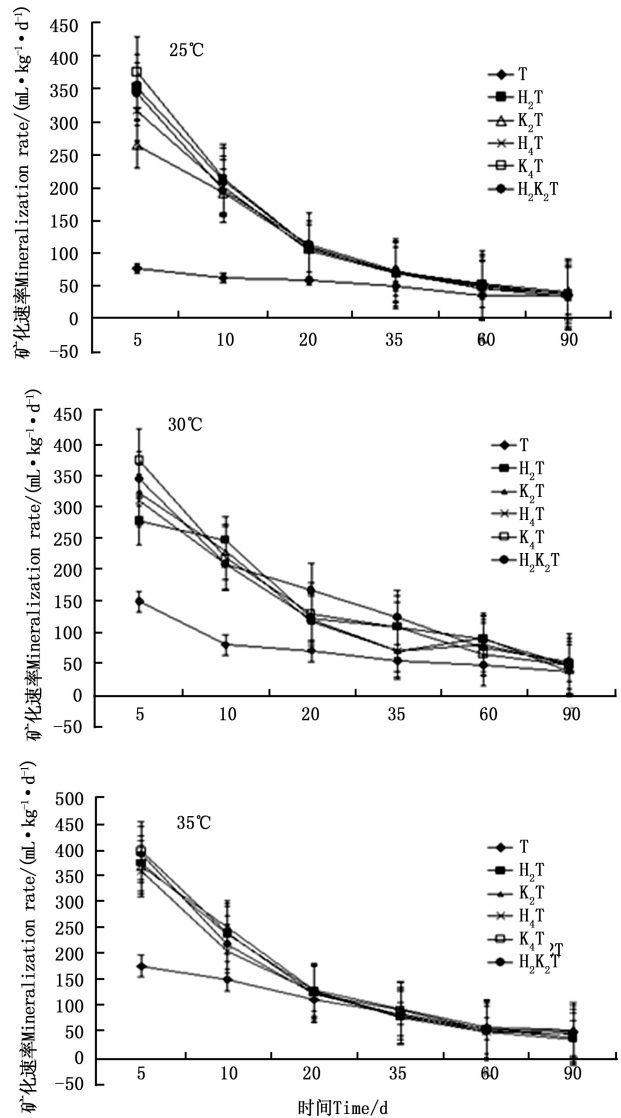 矿化速率Mineralization rate/(mL•kg⁻¹•d⁻¹)
450
400
350
300
250
200
150
100
50
0
-50
25℃
T
H₂T
K₂T
H₄T
K₄T
H₂K₂T
5 10 20 35 60 90
矿化速率Mineralization rate/(mL•kg⁻¹•d⁻¹)
450
400
350
300
250
200
150
100
50
0
-50
30℃
T
H₂T
K₂T
H₄T
K₄T
H₂K₂T
5 10 20 35 60 90
矿化速率Mineralization rate/(mL•kg⁻¹•d⁻¹)
500
450
400
350
300
250
200
150
100
50
0
-50
35℃
T
H₂T
K₂T
H₄T
K₄T
H₂K₂T
5 10 20 35 60 90
时间Time/d